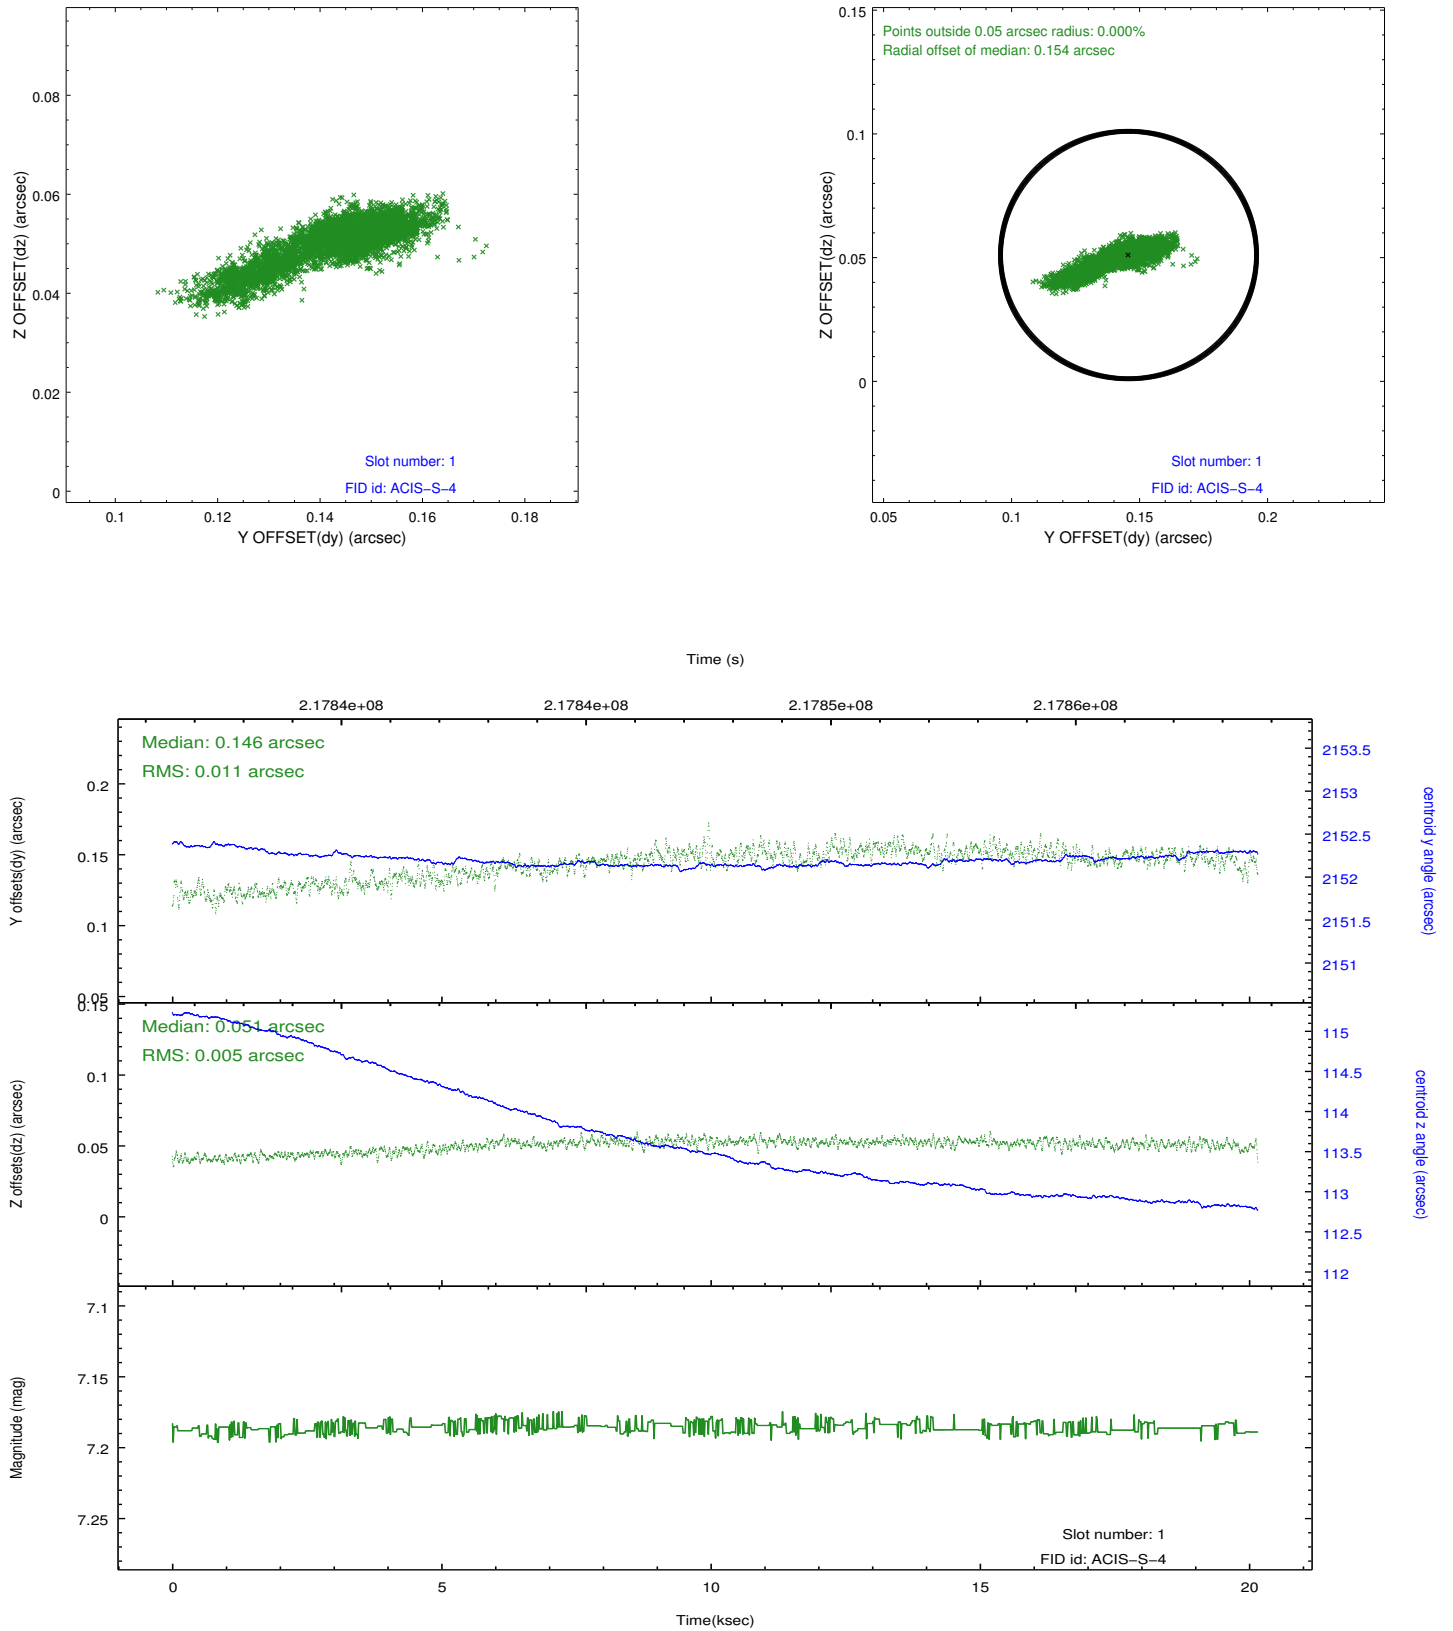 0.08
0.06
0.04
0.02
0
Z OFFSET(dz) (arcsec)
Slot number: 1
FID id: ACIS−S−4
0.1 0.12 0.14 0.16 0.18
Y OFFSET(dy) (arcsec)
Points outside 0.05 arcsec radius: 0.000%
Radial offset of median: 0.154 arcsec
0.15
0.1
0.05
0
Z OFFSET(dz) (arcsec)
Slot number: 1
FID id: ACIS−S−4
0.05 0.1 0.15 0.2
Y OFFSET(dy) (arcsec)
Time (s)
2.1784e+08 2.1784e+08 2.1785e+08 2.1786e+08
Median: 0.146 arcsec
RMS: 0.011 arcsec
0.2
0.15
0.1
0.05
Y offsets(dy) (arcsec)
2153.5
2153
2152.5
2152
2151.5
2151
centroid y angle (arcsec)
Median: 0.051 arcsec
RMS: 0.005 arcsec
0.15
0.1
0.05
0
Z offsets(dz) (arcsec)
115
114.5
114
113.5
113
112.5
112
centroid z angle (arcsec)
7.1
7.15
7.2
7.25
Magnitude (mag)
Slot number: 1
FID id: ACIS−S−4
0 5 10 15 20
Time(ksec)